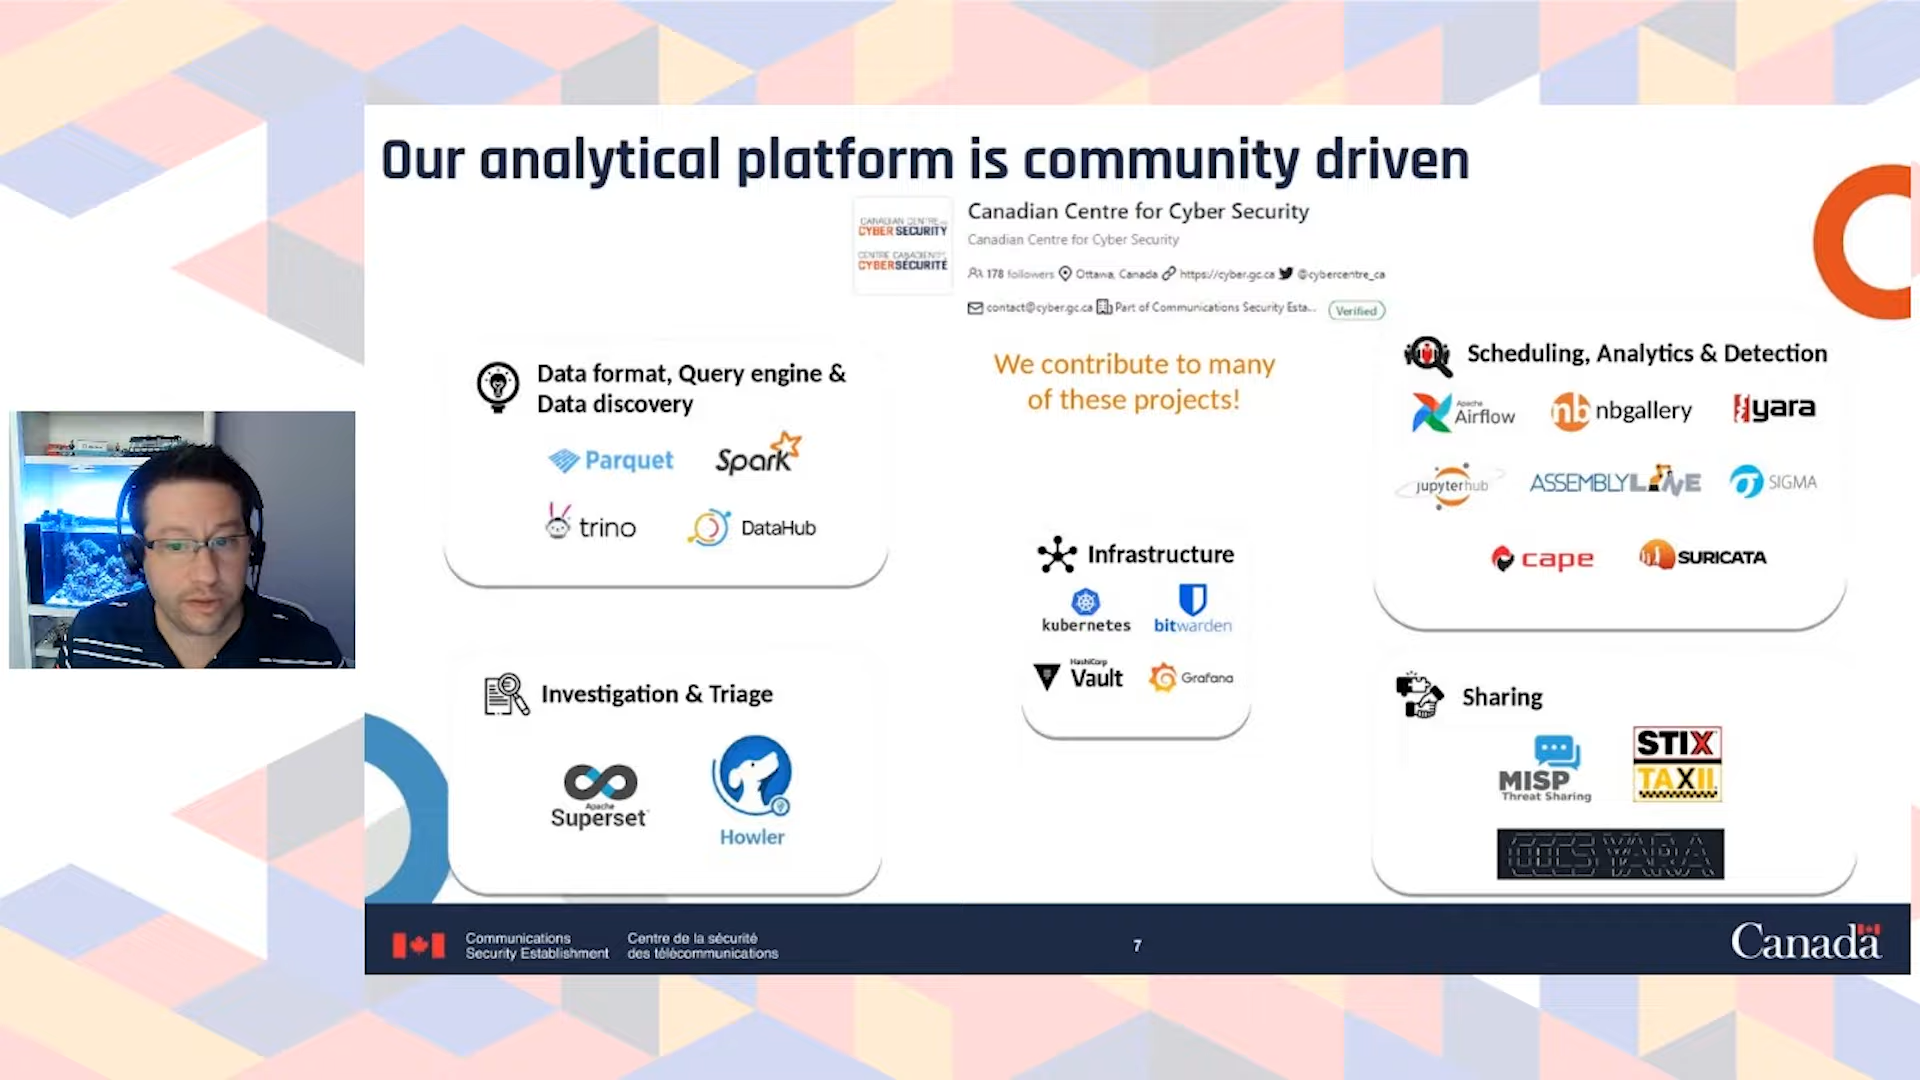 Our analytical platform is community driven
CANADIAN CENTRE FOR
CYBER SECURITY
CENTRE CANADIEN POUR
CYBERSÉCURITÉ
Canadian Centre for Cyber Security
Canadian Centre for Cyber Security
178 followers Ottawa, Canada https://cyber.gc.ca @cybercentre_ca
contact@cyber.gc.ca Part of Communications Security Esta... Verified
We contribute to many
of these projects!
Data format, Query engine &
Data discovery
Parquet Spark
trino DataHub
Investigation & Triage
Apache
Superset
Howler
Infrastructure
kubernetes bitwarden
HashiCorp
Vault Grafana
Scheduling, Analytics & Detection
Apache
Airflow nb nbgallery yara
jupyterhub ASSEMBLYLINE SIGMA
cape SURICATA
Sharing
MISP
Threat Sharing
STIX
TAXII
CCCS YARA
Communications
Security Establishment
Centre de la sécurité
des télécommunications
7
Canada